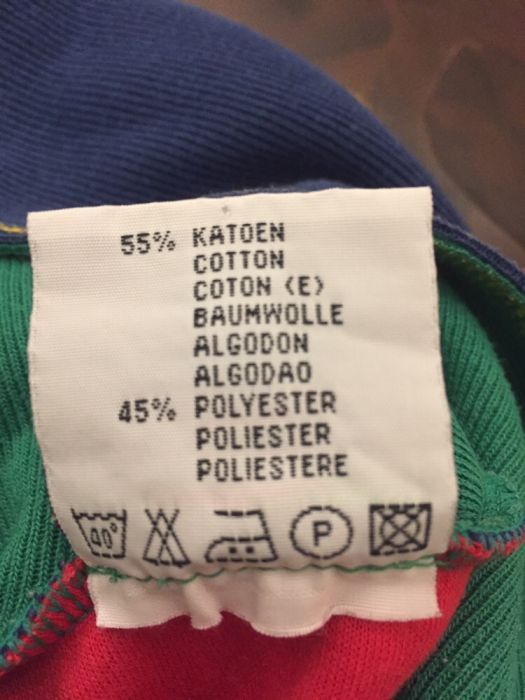 55% KATOEN
COTTON
COTON (E)
BAUMWOLLE
ALGODON
ALGODAO
45% POLYESTER
POLIESTER
POLIESTERE
40° P